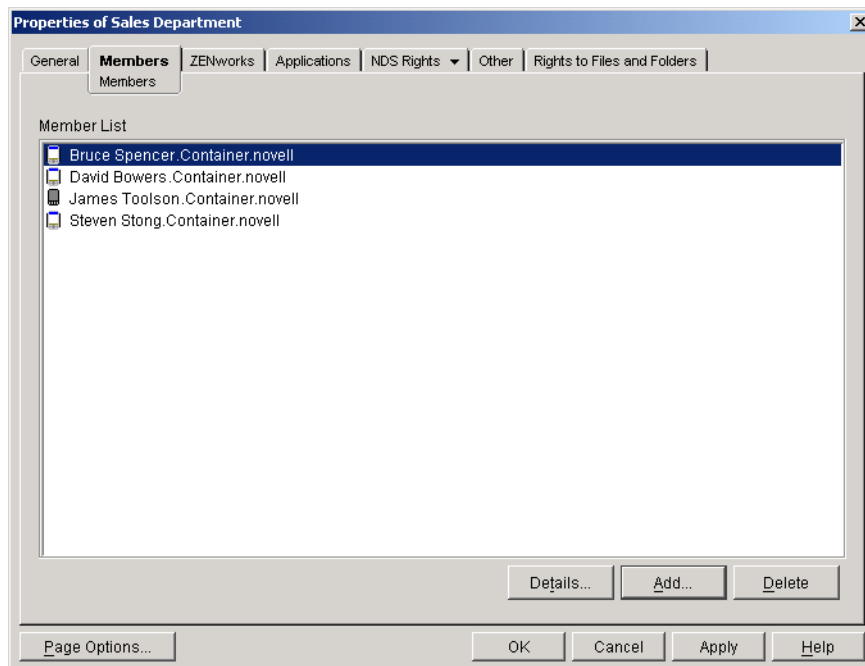 Properties of Sales Department
General Members ZENworks Applications NDS Rights Other Rights to Files and Folders
Members
Member List
Bruce Spencer.Container.novell
David Bowers.Container.novell
James Toolson.Container.novell
Steven Stong.Container.novell
Details... Add... Delete
Page Options... OK Cancel Apply Help